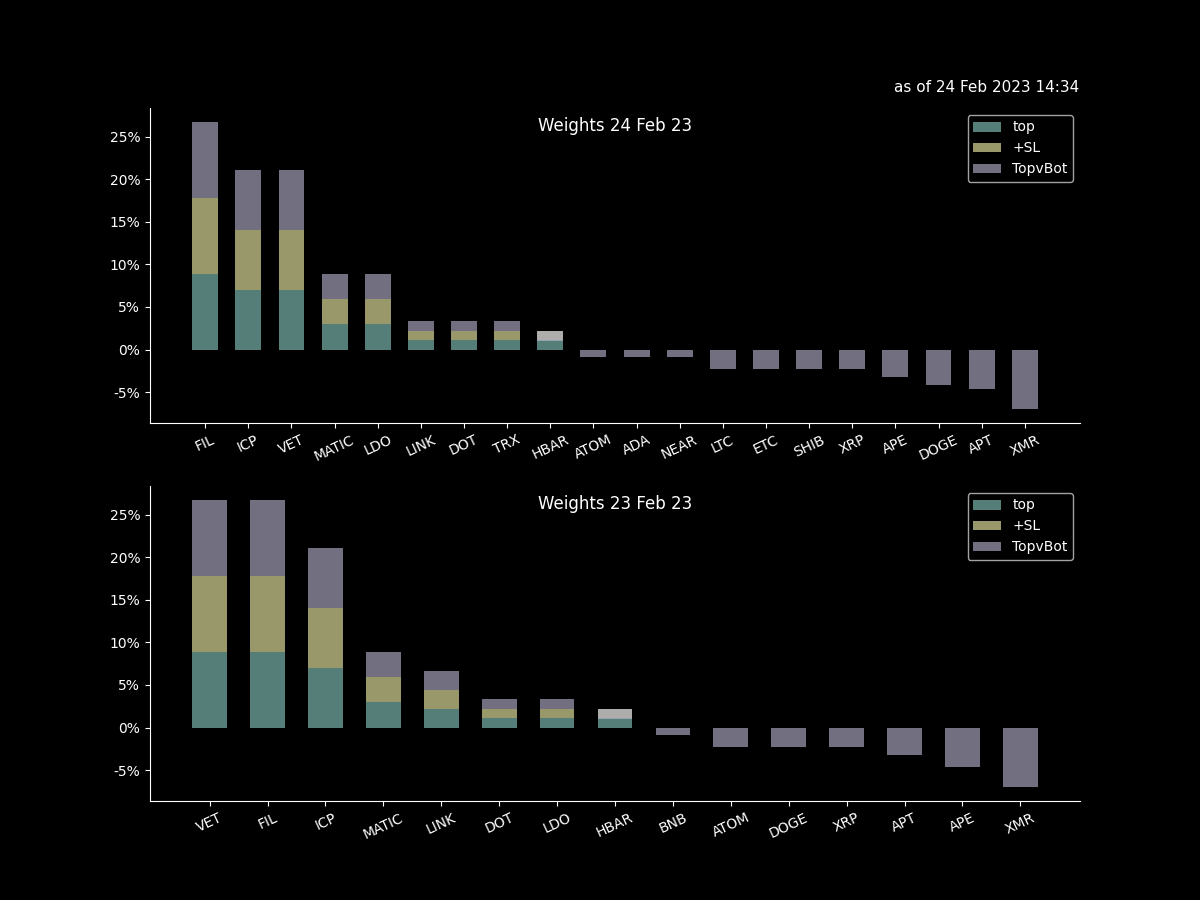 as of 24 Feb 2023 14:34
Weights 24 Feb 23
top
+SL
TopvBot
25%
20%
15%
10%
5%
0%
-5%
FIL ICP VET MATIC LDO LINK DOT TRX HBAR ATOM ADA NEAR LTC ETC SHIB XRP APE DOGE APT XMR
Weights 23 Feb 23
top
+SL
TopvBot
25%
20%
15%
10%
5%
0%
-5%
VET FIL ICP MATIC LINK DOT LDO HBAR BNB ATOM DOGE XRP APT APE XMR